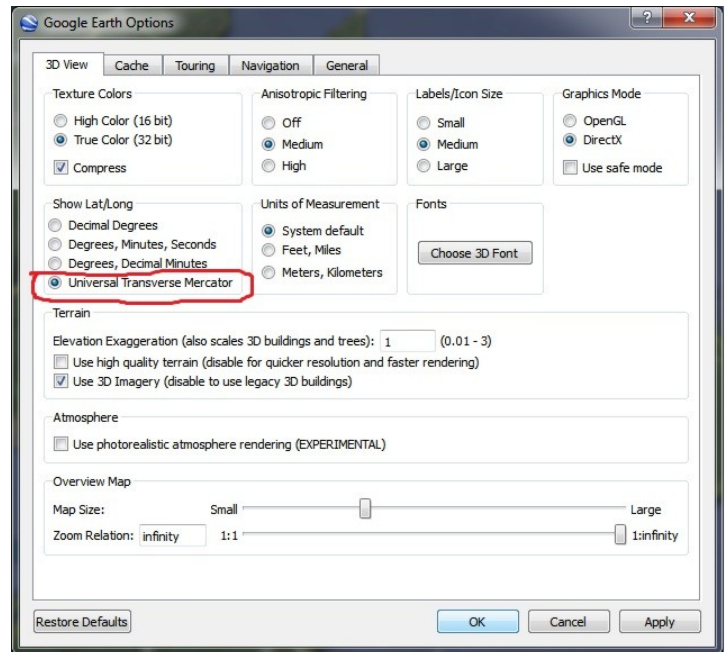 Google Earth Options
3D View Cache Touring Navigation General
Texture Colors
High Color (16 bit)
True Color (32 bit)
Compress
Anisotropic Filtering
Off
Medium
High
Labels/Icon Size
Small
Medium
Large
Graphics Mode
OpenGL
DirectX
Use safe mode
Show Lat/Long
Decimal Degrees
Degrees, Minutes, Seconds
Degrees, Decimal Minutes
Universal Transverse Mercator
Units of Measurement
System default
Feet, Miles
Meters, Kilometers
Fonts
Choose 3D Font
Terrain
Elevation Exaggeration (also scales 3D buildings and trees): 1 (0.01 - 3)
Use high quality terrain (disable for quicker resolution and faster rendering)
Use 3D Imagery (disable to use legacy 3D buildings)
Atmosphere
Use photorealistic atmosphere rendering (EXPERIMENTAL)
Overview Map
Map Size: Small Large
Zoom Relation: infinity 1:1 1:infinity
Restore Defaults OK Cancel Apply